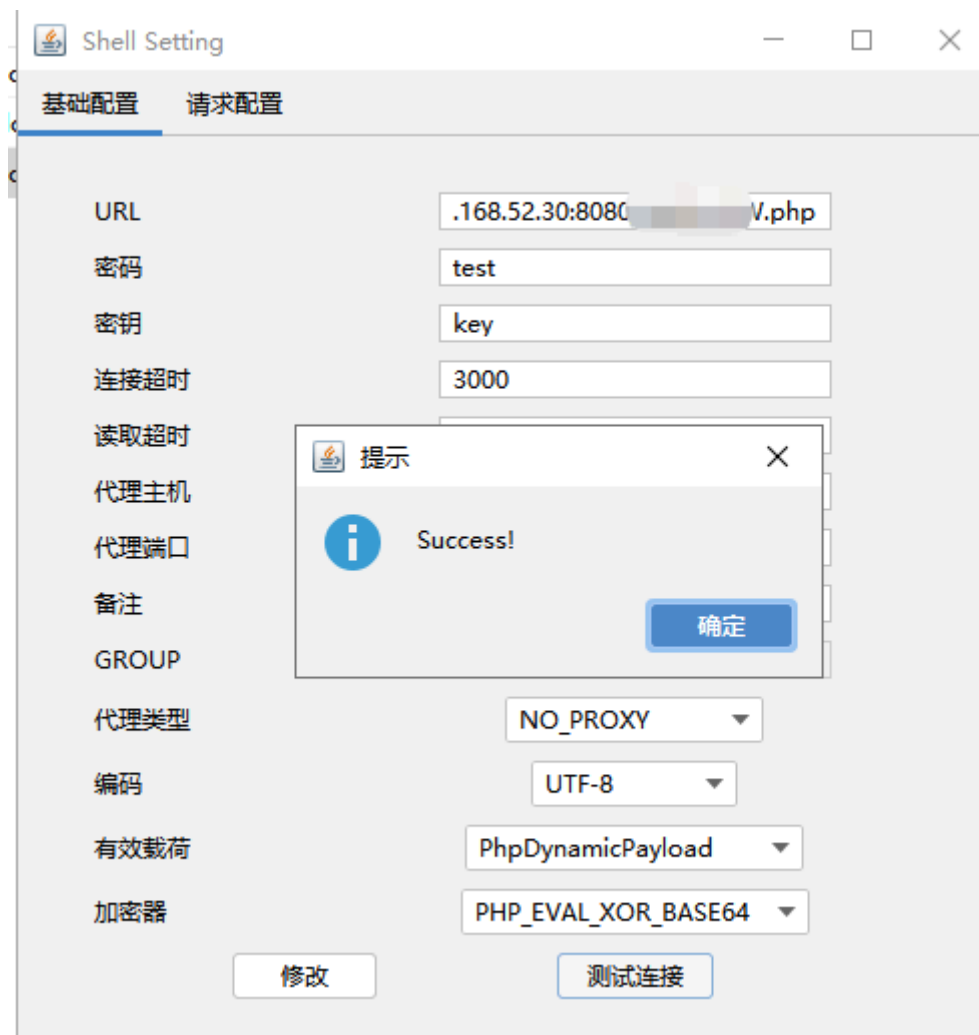 Shell Setting
基础配置 请求配置
URL .168.52.30:8080 .php
密码 test
密钥 key
连接超时 3000
读取超时
提示
代理主机
代理端口
Success!
备注
确定
GROUP
代理类型 NO_PROXY
编码 UTF-8
有效载荷 PhpDynamicPayload
加密器 PHP_EVAL_XOR_BASE64
修改 测试连接